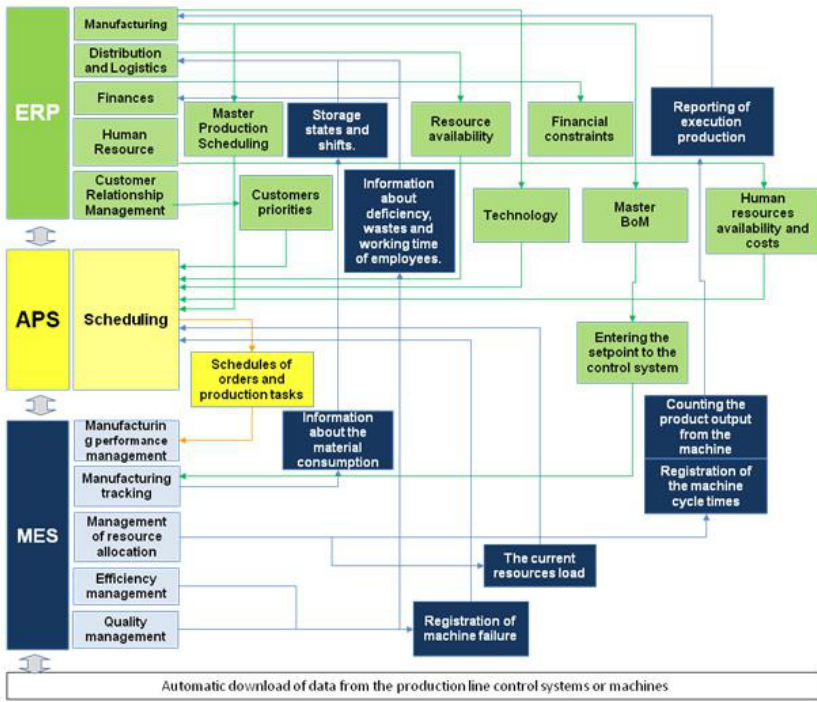 ERP
Manufacturing
Distribution
and Logistics
Finances
Human
Resource
Customer
Relationship
Management
Master
Production
Scheduling
Storage
states and
shifts.
Resource
availability
Financial
constraints
Reporting of
execution
production
Customers
priorities
Information
about
deficiency,
wastes and
working time
of employees.
Technology
Master
BoM
Human
resources
availability and
costs
APS
Scheduling
Schedules of
orders and
production tasks
Entering the
setpoint to the
control system
Information
about the
material
consumption
Counting the
product output
from the
machine
Registration of
the machine
cycle times
MES
Manufacturin
g performance
management
Manufacturing
tracking
Management
of resource
allocation
Efficiency
management
Quality
management
The current
resources load
Registration of
machine failure
Automatic download of data from the production line control systems or machines